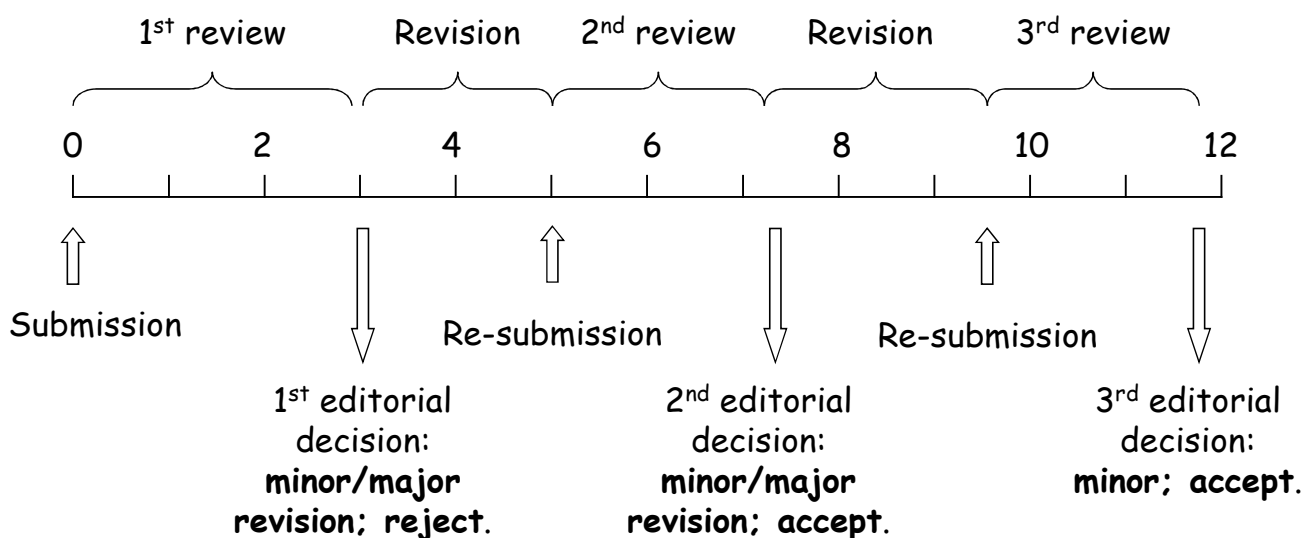 1st review Revision 2nd review Revision 3rd review
0 2 4 6 8 10 12
Submission Re-submission Re-submission
1st editorial
decision:
minor/major
revision; reject.
2nd editorial
decision:
minor/major
revision; accept.
3rd editorial
decision:
minor; accept.